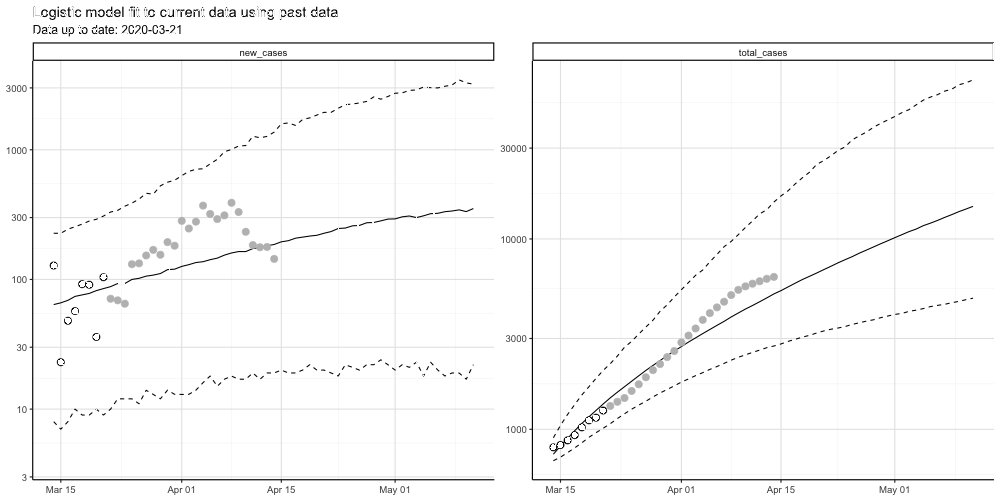 Logistic model fit to current data using past data
Data up to date: 2020-03-21
new_cases
total_cases
3000
1000
300
100
30
10
3
30000
10000
3000
1000
Mar 15
Apr 01
Apr 15
May 01
Mar 15
Apr 01
Apr 15
May 01